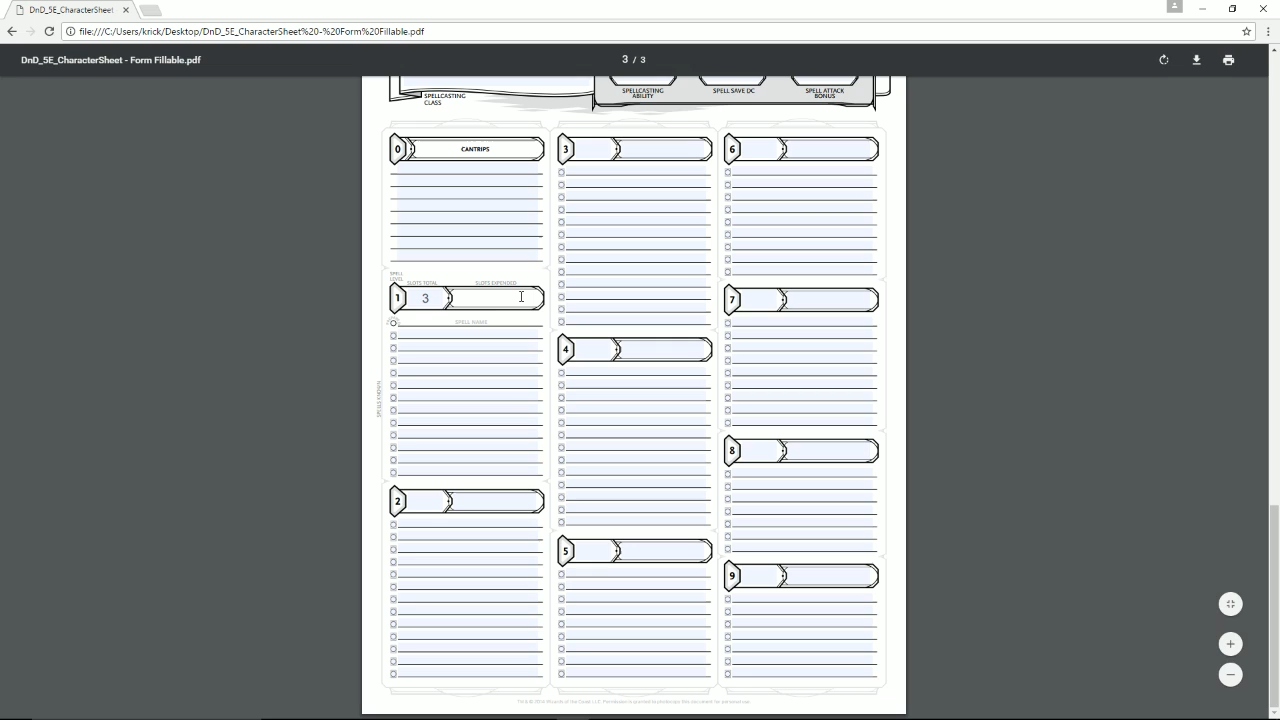 DnD_5E_CharacterSheet
file:///C:/Users/krick/Desktop/DnD_5E_CharacterSheet%20-%20Form%20Fillable.pdf
DnD_5E_CharacterSheet - Form Fillable.pdf
3 / 3
SPELLCASTING
CLASS
SPELLCASTING
ABILITY
SPELL SAVE DC
SPELL ATTACK
BONUS
0
CANTRIPS
SPELL
LEVEL
SLOTS TOTAL
SLOTS EXPENDED
1
3
SPELL NAME
SPELLS KNOWN
2
3
4
5
6
7
8
9